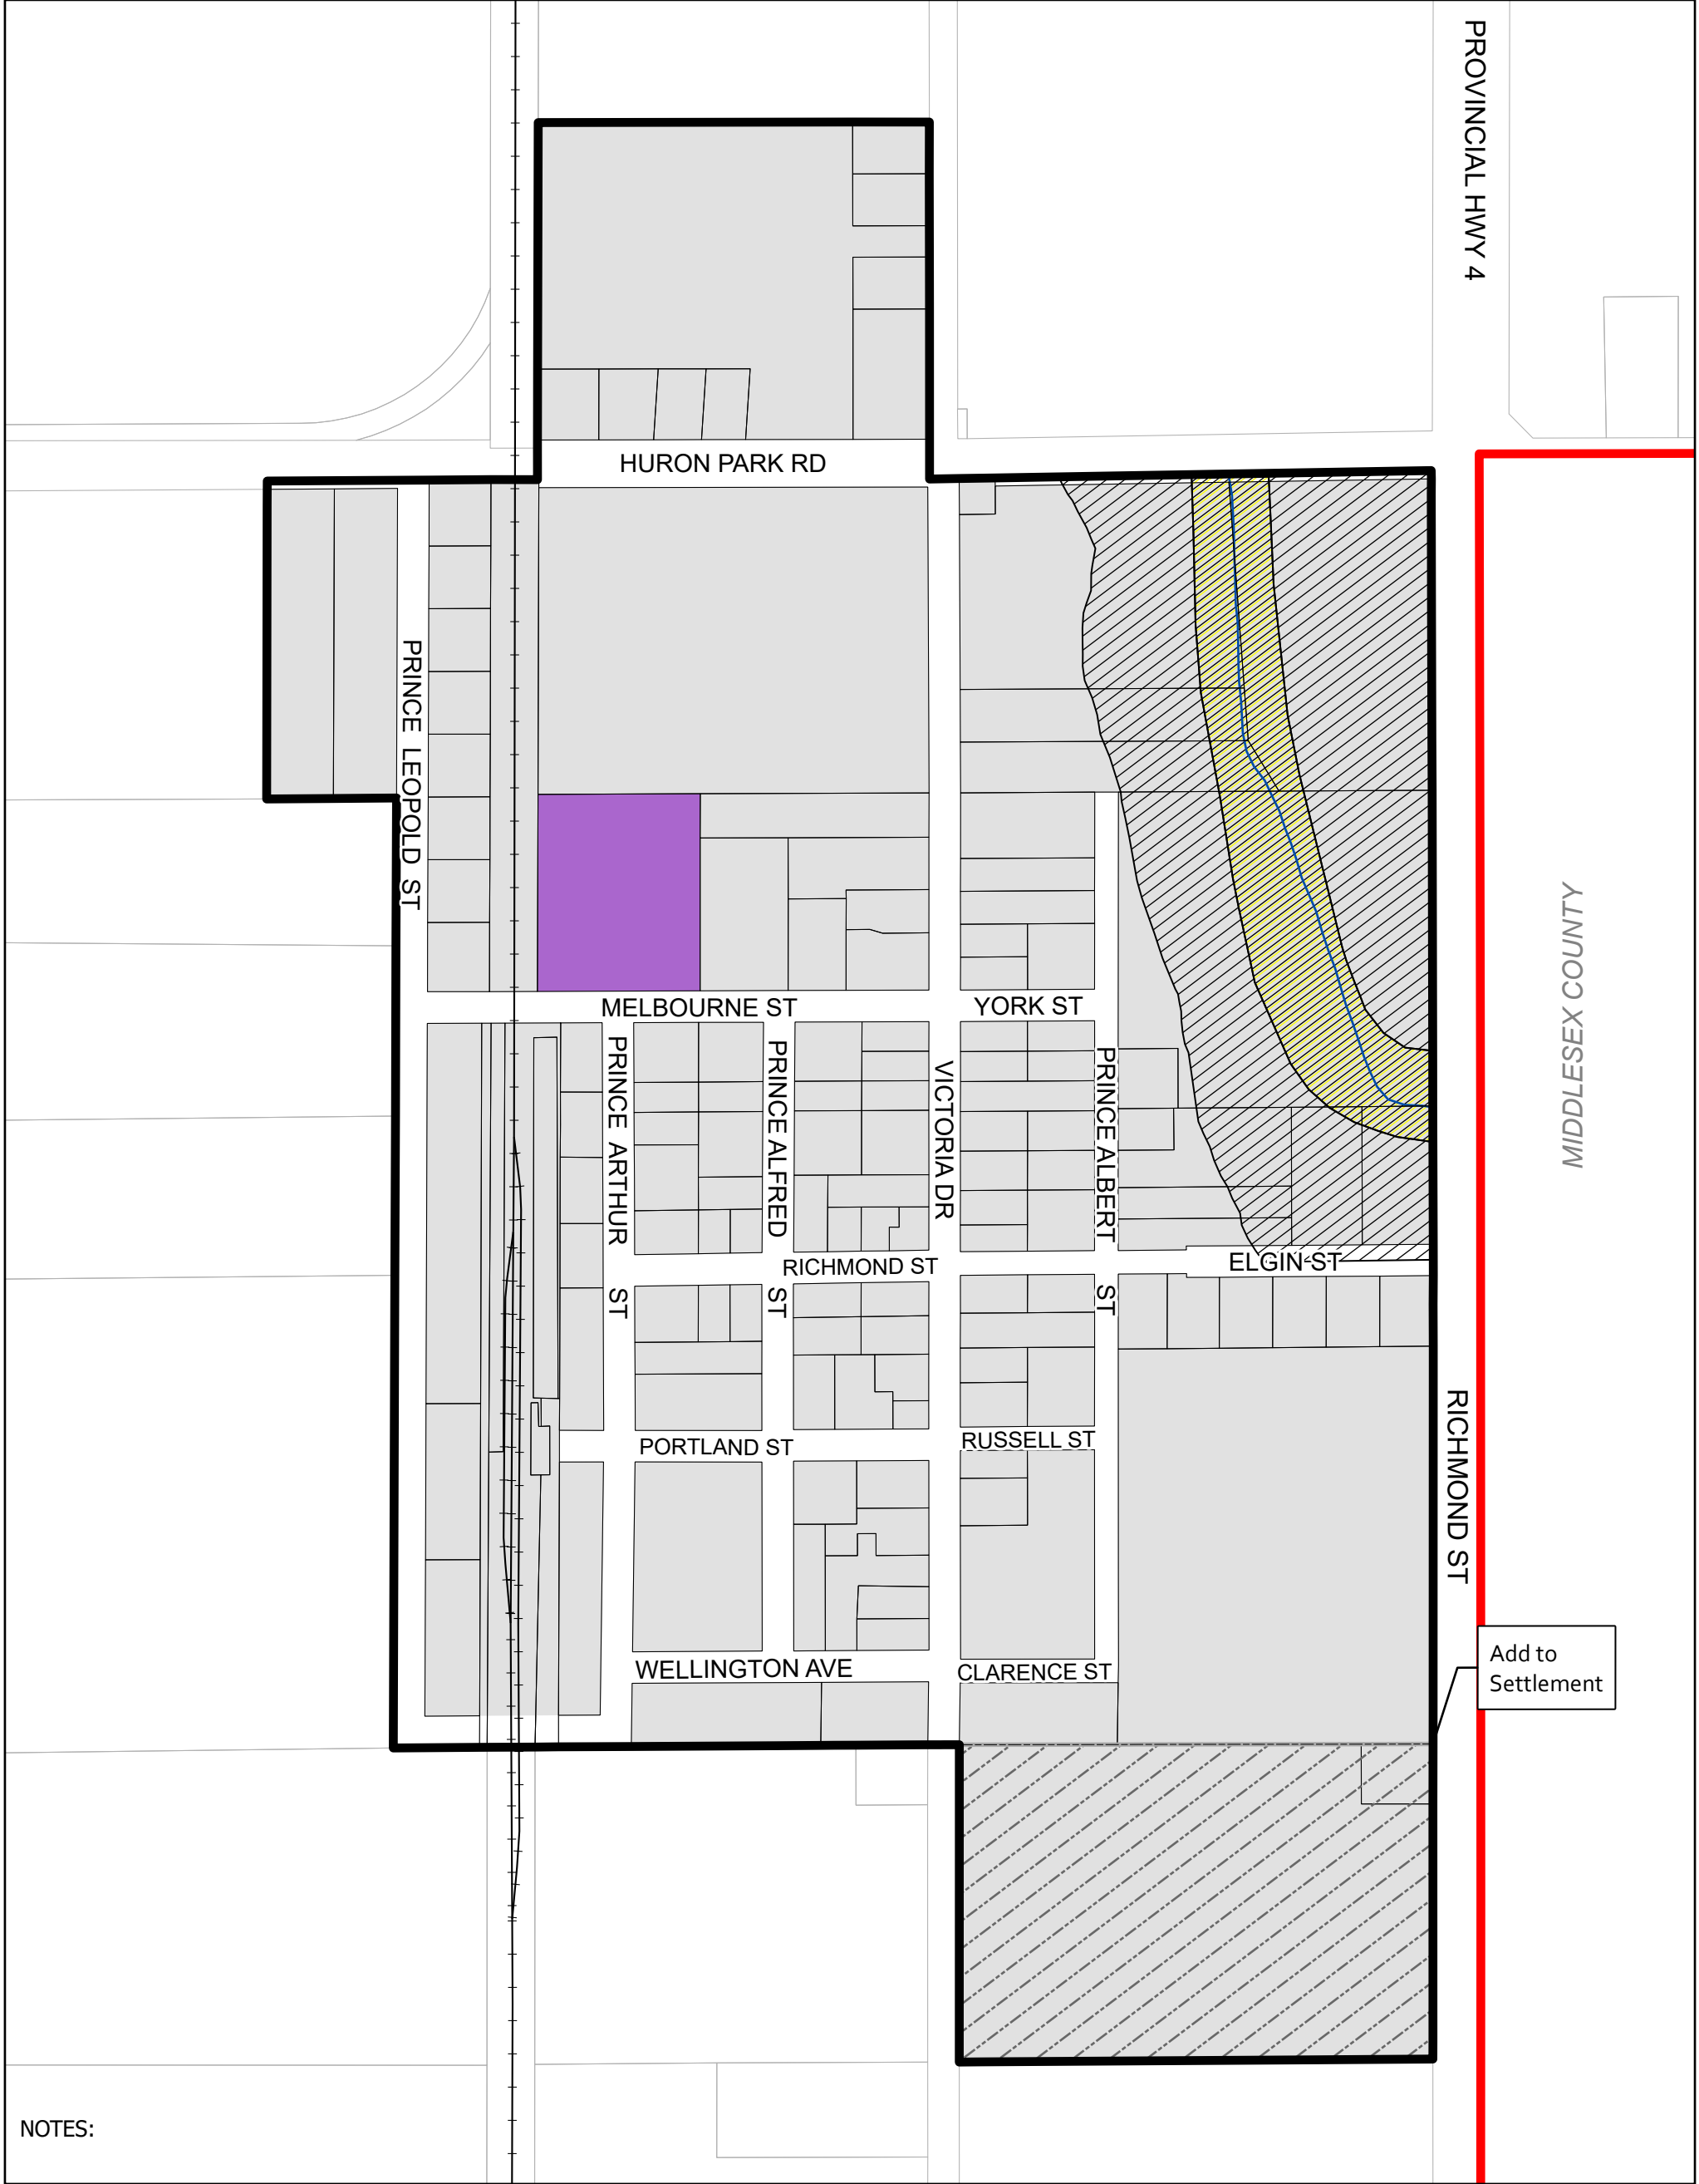 PROVINCIAL HWY 4
HURON PARK RD
PRINCE LEOPOLD ST
MIDDLESEX COUNTY
MELBOURNE ST
YORK ST
PRINCE ARTHUR ST
PRINCE ALFRED ST
VICTORIA DR
PRINCE ALBERT ST
RICHMOND ST
ELGIN ST
RICHMOND ST
PORTLAND ST
RUSSELL ST
WELLINGTON AVE
CLARENCE ST
Add to
Settlement
NOTES: